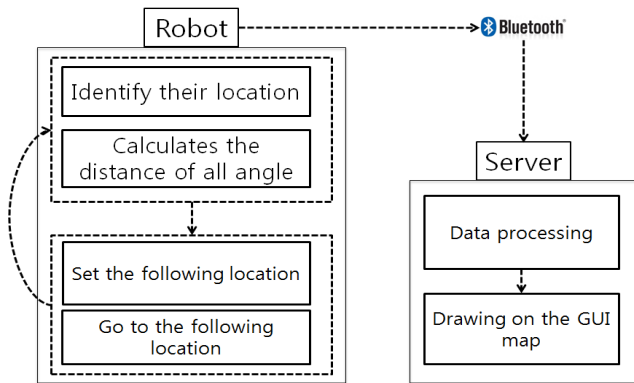 Robot
Bluetooth
Identify their location
Calculates the
distance of all angle
Set the following location
Go to the following
location
Server
Data processing
Drawing on the GUI
map